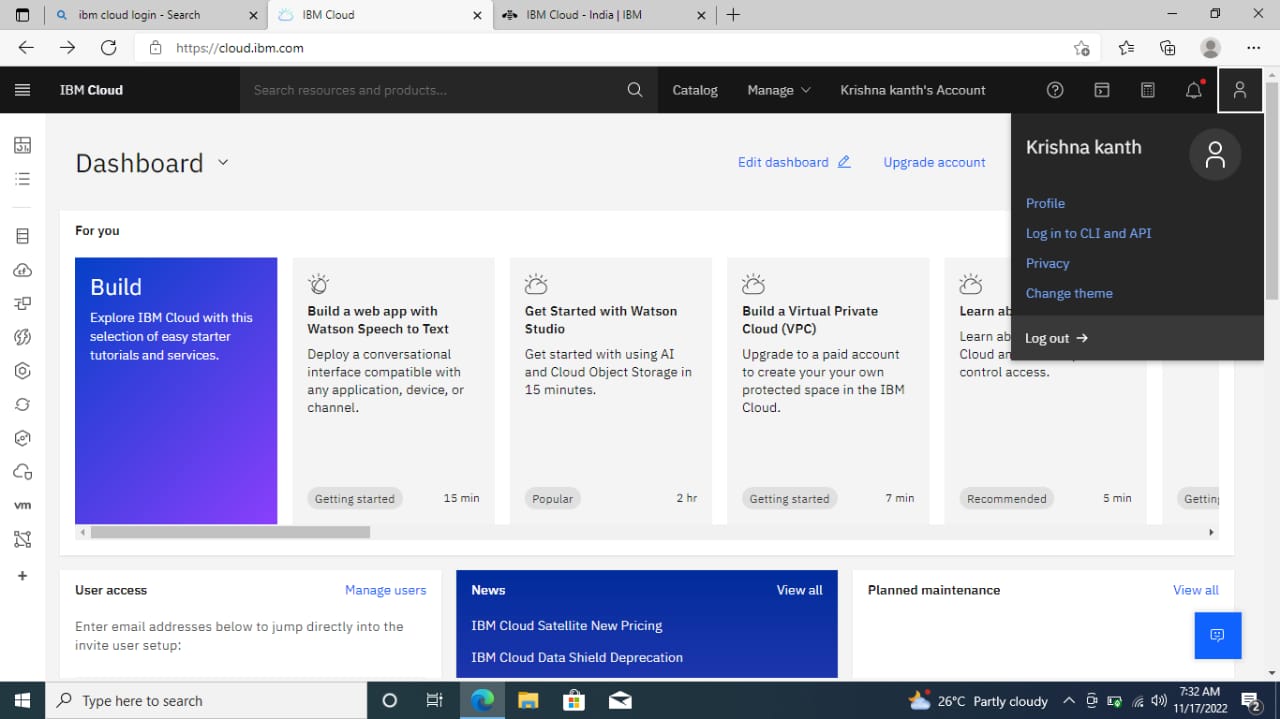 ibm cloud login - Search
IBM Cloud
IBM Cloud - India | IBM
https://cloud.ibm.com
IBM Cloud
Search resources and products...
Catalog
Manage
Krishna kanth's Account
Dashboard
Edit dashboard
Upgrade account
Krishna kanth
Profile
Log in to CLI and API
Privacy
Change theme
Log out
For you
Build
Explore IBM Cloud with this
selection of easy starter
tutorials and services.
Build a web app with
Watson Speech to Text
Deploy a conversational
interface compatible with
any application, device, or
channel.
Getting started
15 min
Get Started with Watson
Studio
Get started with using AI
and Cloud Object Storage in
15 minutes.
Popular
2 hr
Build a Virtual Private
Cloud (VPC)
Upgrade to a paid account
to create your your own
protected space in the IBM
Cloud.
Getting started
7 min
Learn ab
Learn ab
Cloud an
control access.
Recommended
5 min
Getting
vm
User access
Manage users
Enter email addresses below to jump directly into the
invite user setup:
News
View all
IBM Cloud Satellite New Pricing
IBM Cloud Data Shield Deprecation
Planned maintenance
View all
Type here to search
26°C Partly cloudy
7:32 AM
11/17/2022
2